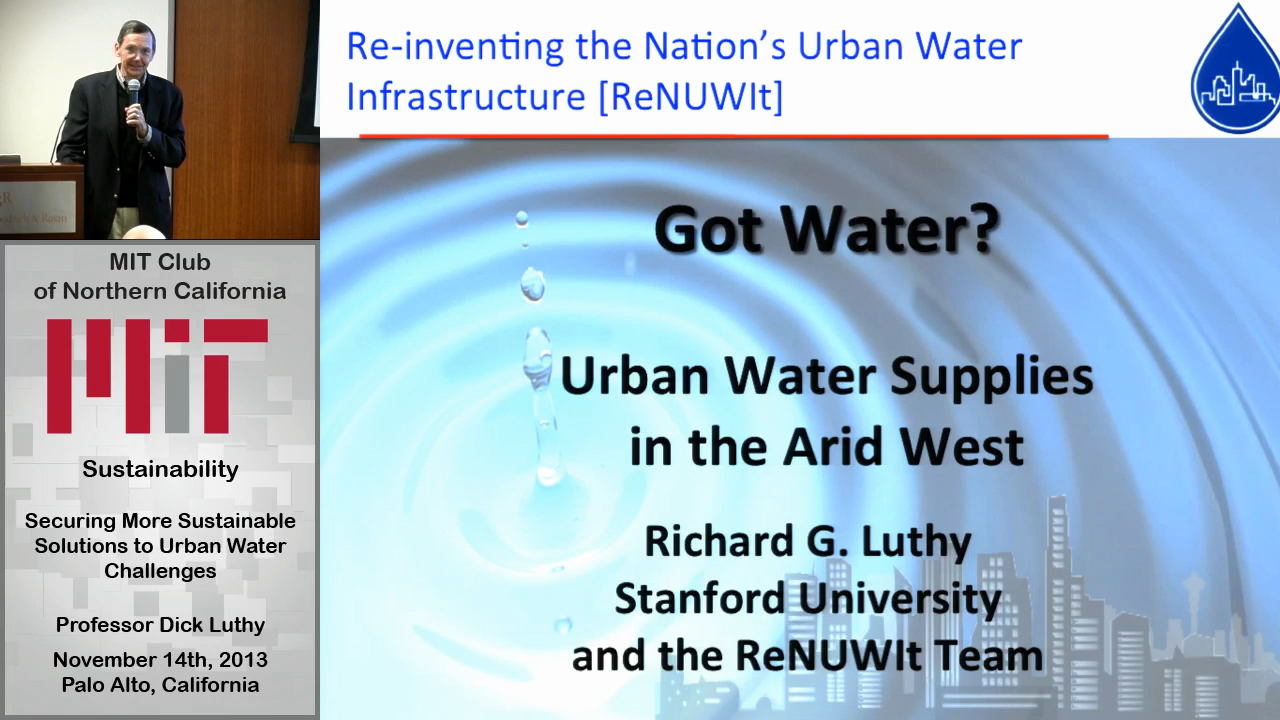 Re-inventing the Nation's Urban Water
Infrastructure [ReNUWIt]
Got Water?
Urban Water Supplies
in the Arid West
Richard G. Luthy
Stanford University
and the ReNUWIt Team
MIT Club
of Northern California
MIT
Sustainability
Securing More Sustainable
Solutions to Urban Water
Challenges
Professor Dick Luthy
November 14th, 2013
Palo Alto, California